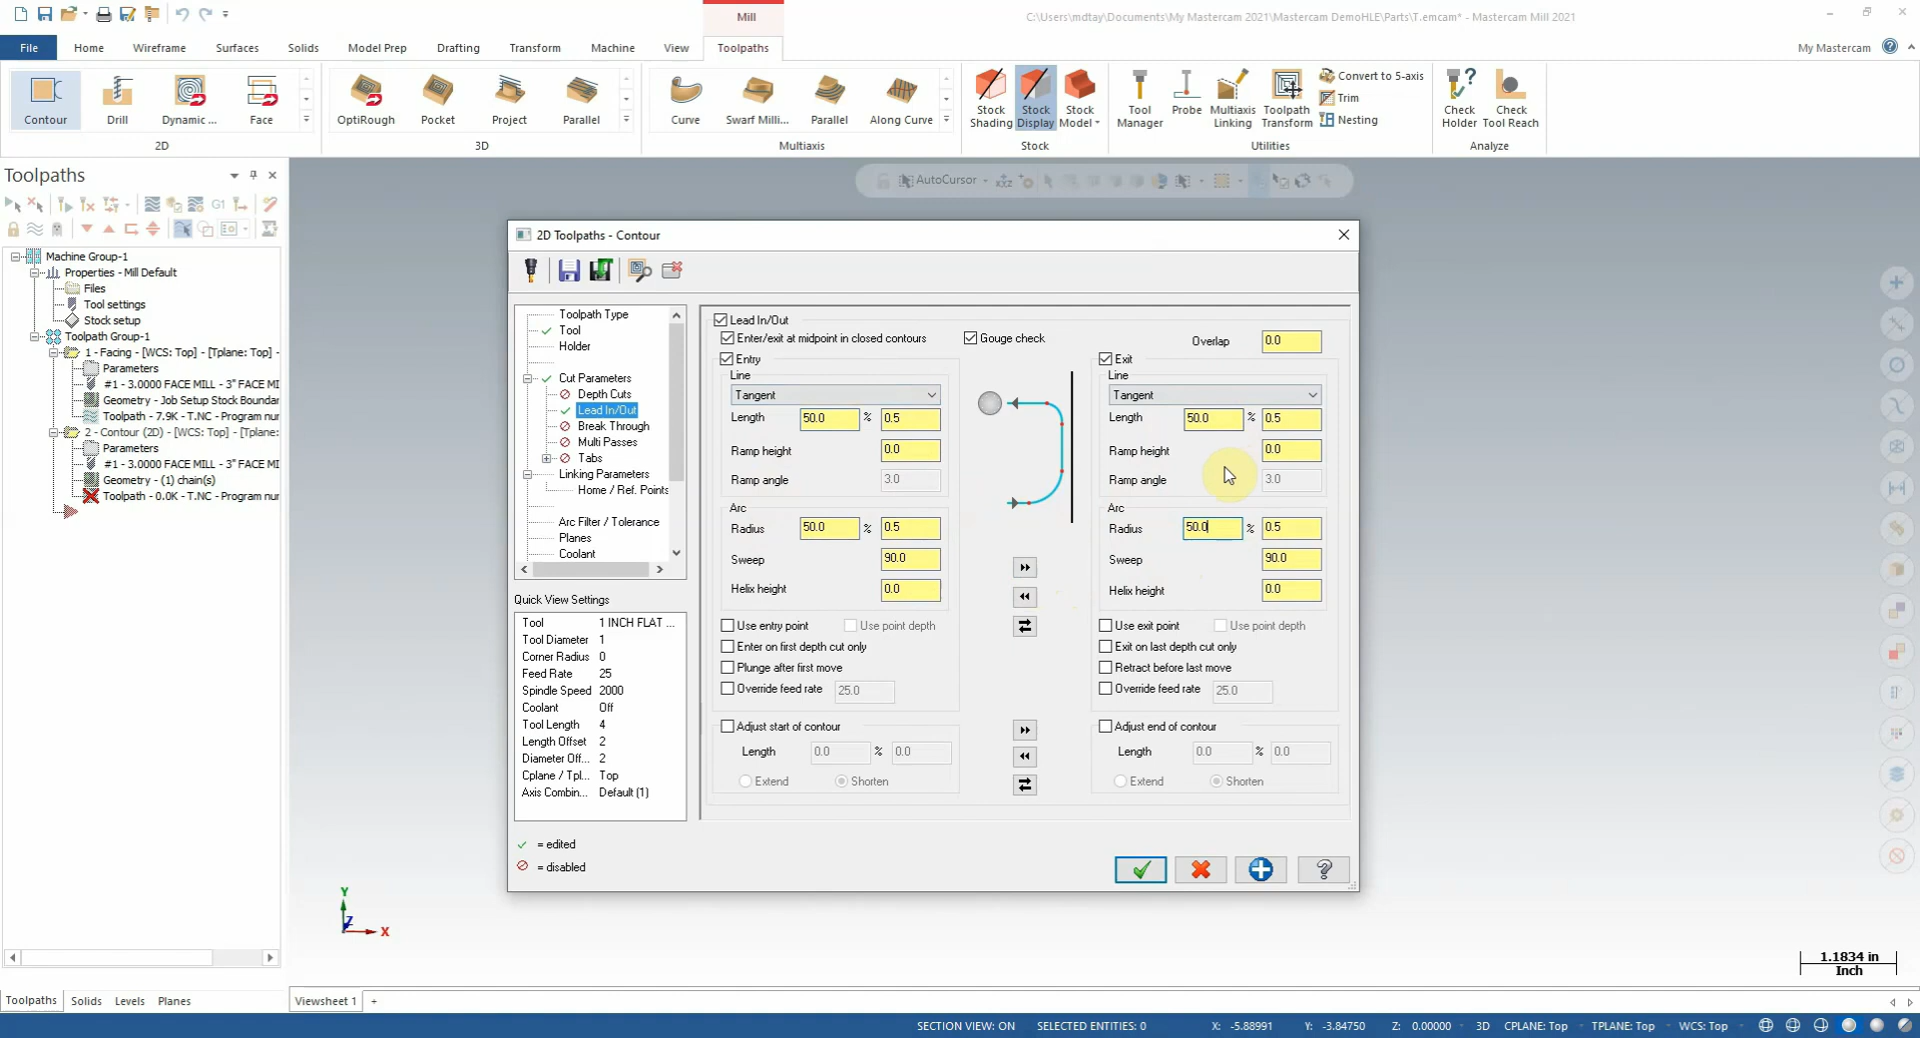 Mill
C:\Users\mdtay\Documents\My Mastercam 2021\Mastercam DemoHLE\Parts\T.emcam* - Mastercam Mill 2021
File Home Wireframe Surfaces Solids Model Prep Drafting Transform Machine View Toolpaths My Mastercam
Contour Drill Dynamic ... Face OptiRough Pocket Project Parallel Curve Swarf Milli... Parallel Along Curve
Stock Shading Stock Display Stock Model Tool Manager Probe Multiaxis Linking Toolpath Transform
Convert to 5-axis
Trim
Nesting
Check Holder Check Tool Reach
2D 3D Multiaxis Stock Utilities Analyze
Toolpaths
AutoCursor
G1
Machine Group-1
Properties - Mill Default
Files
Tool settings
Stock setup
Toolpath Group-1
1 - Facing - [WCS: Top] - [Tplane: Top] -
Parameters
#1 - 3.0000 FACE MILL - 3" FACE MI
Geometry - Job Setup Stock Boundar
Toolpath - 7.9K - T.NC - Program nur
2 - Contour (2D) - [WCS: Top] - [Tplane:
Parameters
#1 - 3.0000 FACE MILL - 3" FACE MI
Geometry - (1) chain(s)
Toolpath - 0.0K - T.NC - Program nur
2D Toolpaths - Contour
Toolpath Type
Tool
Holder
Cut Parameters
Depth Cuts
Lead In/Out
Break Through
Multi Passes
Tabs
Linking Parameters
Home / Ref. Points
Arc Filter / Tolerance
Planes
Coolant
Quick View Settings
Tool 1 INCH FLAT ...
Tool Diameter 1
Corner Radius 0
Feed Rate 25
Spindle Speed 2000
Coolant Off
Tool Length 4
Length Offset 2
Diameter Off... 2
Cplane / Tpl... Top
Axis Combin... Default (1)
= edited
= disabled
Lead In/Out
Enter/exit at midpoint in closed contours Gouge check Overlap 0.0
Entry
Line
Tangent
Length 50.0 % 0.5
Ramp height 0.0
Ramp angle 3.0
Arc
Radius 50.0 % 0.5
Sweep 90.0
Helix height 0.0
Use entry point Use point depth
Enter on first depth cut only
Plunge after first move
Override feed rate 25.0
Adjust start of contour
Length 0.0 % 0.0
Extend Shorten
Exit
Line
Tangent
Length 50.0 % 0.5
Ramp height 0.0
Ramp angle 3.0
Arc
Radius 50.0 % 0.5
Sweep 90.0
Helix height 0.0
Use exit point Use point depth
Exit on last depth cut only
Retract before last move
Override feed rate 25.0
Adjust end of contour
Length 0.0 % 0.0
Extend Shorten
Y
Z
X
1.1834 in
Inch
Toolpaths Solids Levels Planes Viewsheet 1 +
SECTION VIEW: ON SELECTED ENTITIES: 0 X: -5.88991 Y: -3.84750 Z: 0.00000 3D CPLANE: Top TPLANE: Top WCS: Top